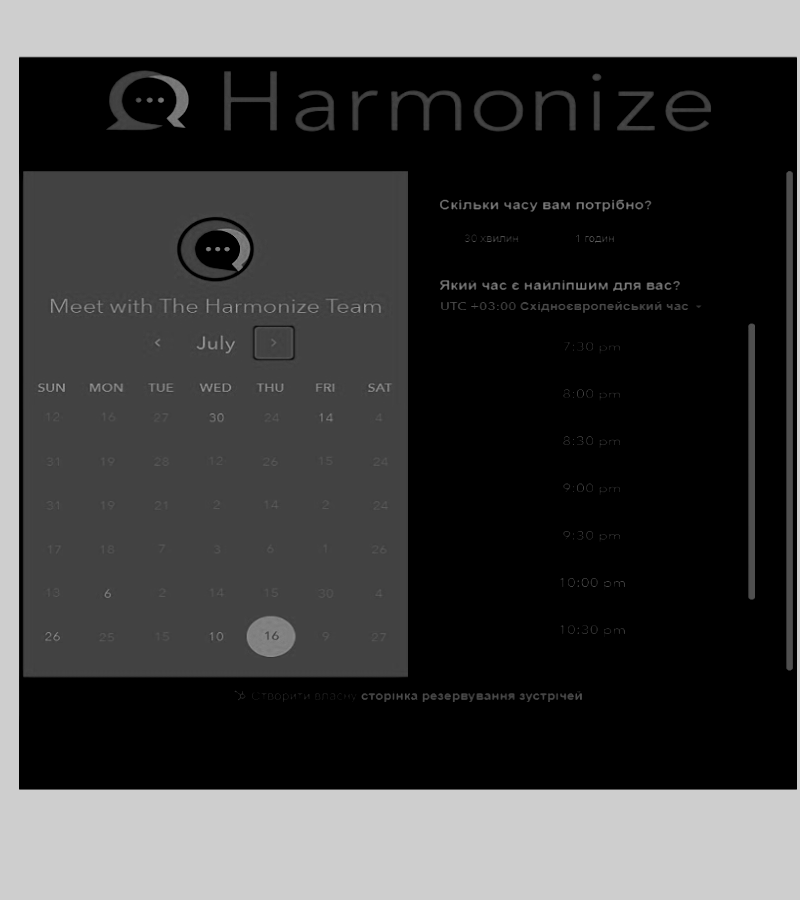 Harmonize
Meet with The Harmonize Team
July
SUN MON TUE WED THU FRI SAT
12 16 27 30 24 14 4
31 19 28 12 26 15 24
31 19 21 2 14 2 24
17 18 7 3 6 1 26
13 6 2 14 15 30 4
26 25 15 10 16 9 27
Скільки часу вам потрібно?
30 хвилин 1 годин
Який час є найліпшим для вас?
UTC +03:00 Східноєвропейський час
7:30 pm
8:00 pm
8:30 pm
9:00 pm
9:30 pm
10:00 pm
10:30 pm
Створити власну сторінка резервування зустрічей